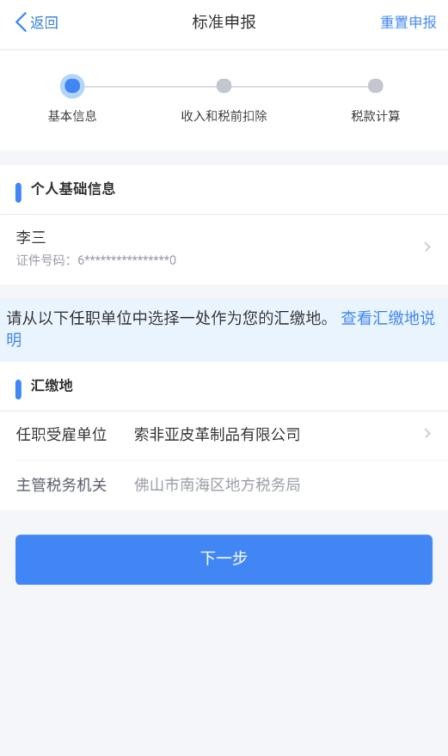 返回
标准申报
重置申报
基本信息
收入和税前扣除
税款计算
个人基础信息
李三
证件号码：6****************0
请从以下任职单位中选择一处作为您的汇缴地。 查看汇缴地说
明
汇缴地
任职受雇单位 索非亚皮革制品有限公司
主管税务机关 佛山市南海区地方税务局
下一步